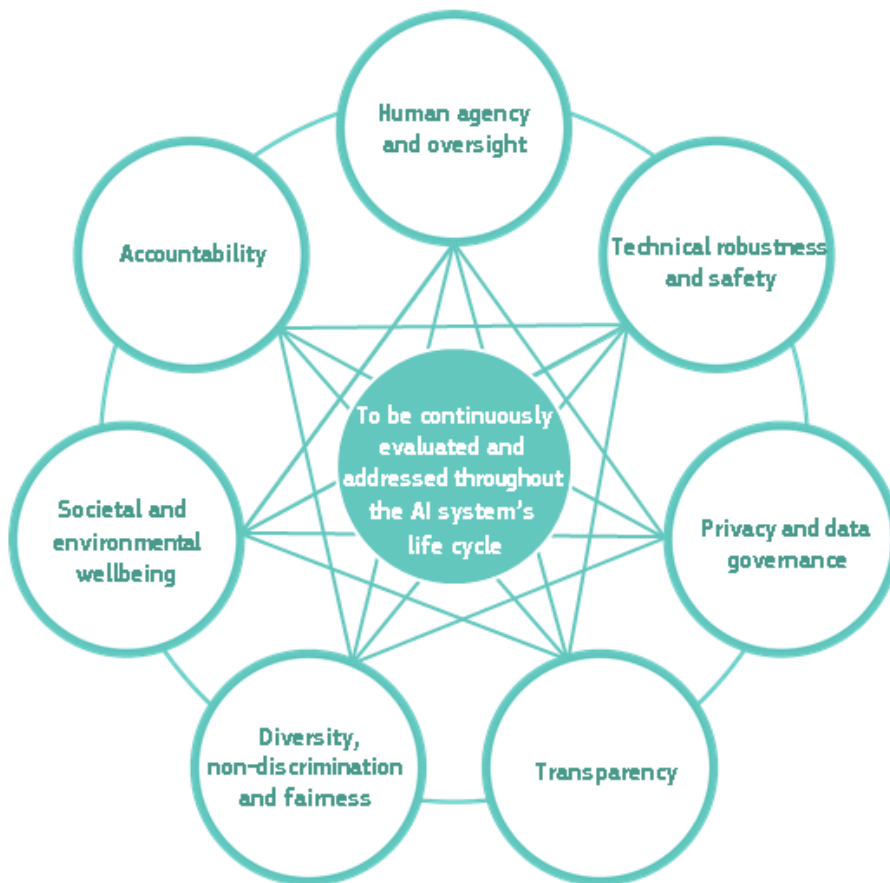 Human agency
and oversight
Technical robustness
and safety
Privacy and data
governance
Transparency
Diversity,
non-discrimination
and fairness
Societal and
environmental
wellbeing
Accountability
To be continuously
evaluated and
addressed throughout
the AI system's
life cycle